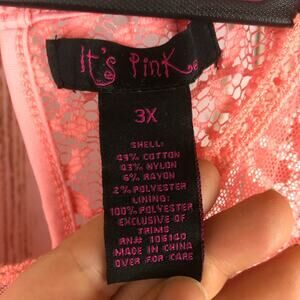 It's Pink
3X
SHELL:
49% COTTON
43% NYLON
6% RAYON
2% POLYESTER
LINING:
100% POLYESTER
EXCLUSIVE OF
TRIMS
RN# 106140
MADE IN CHINA
OVER FOR CARE